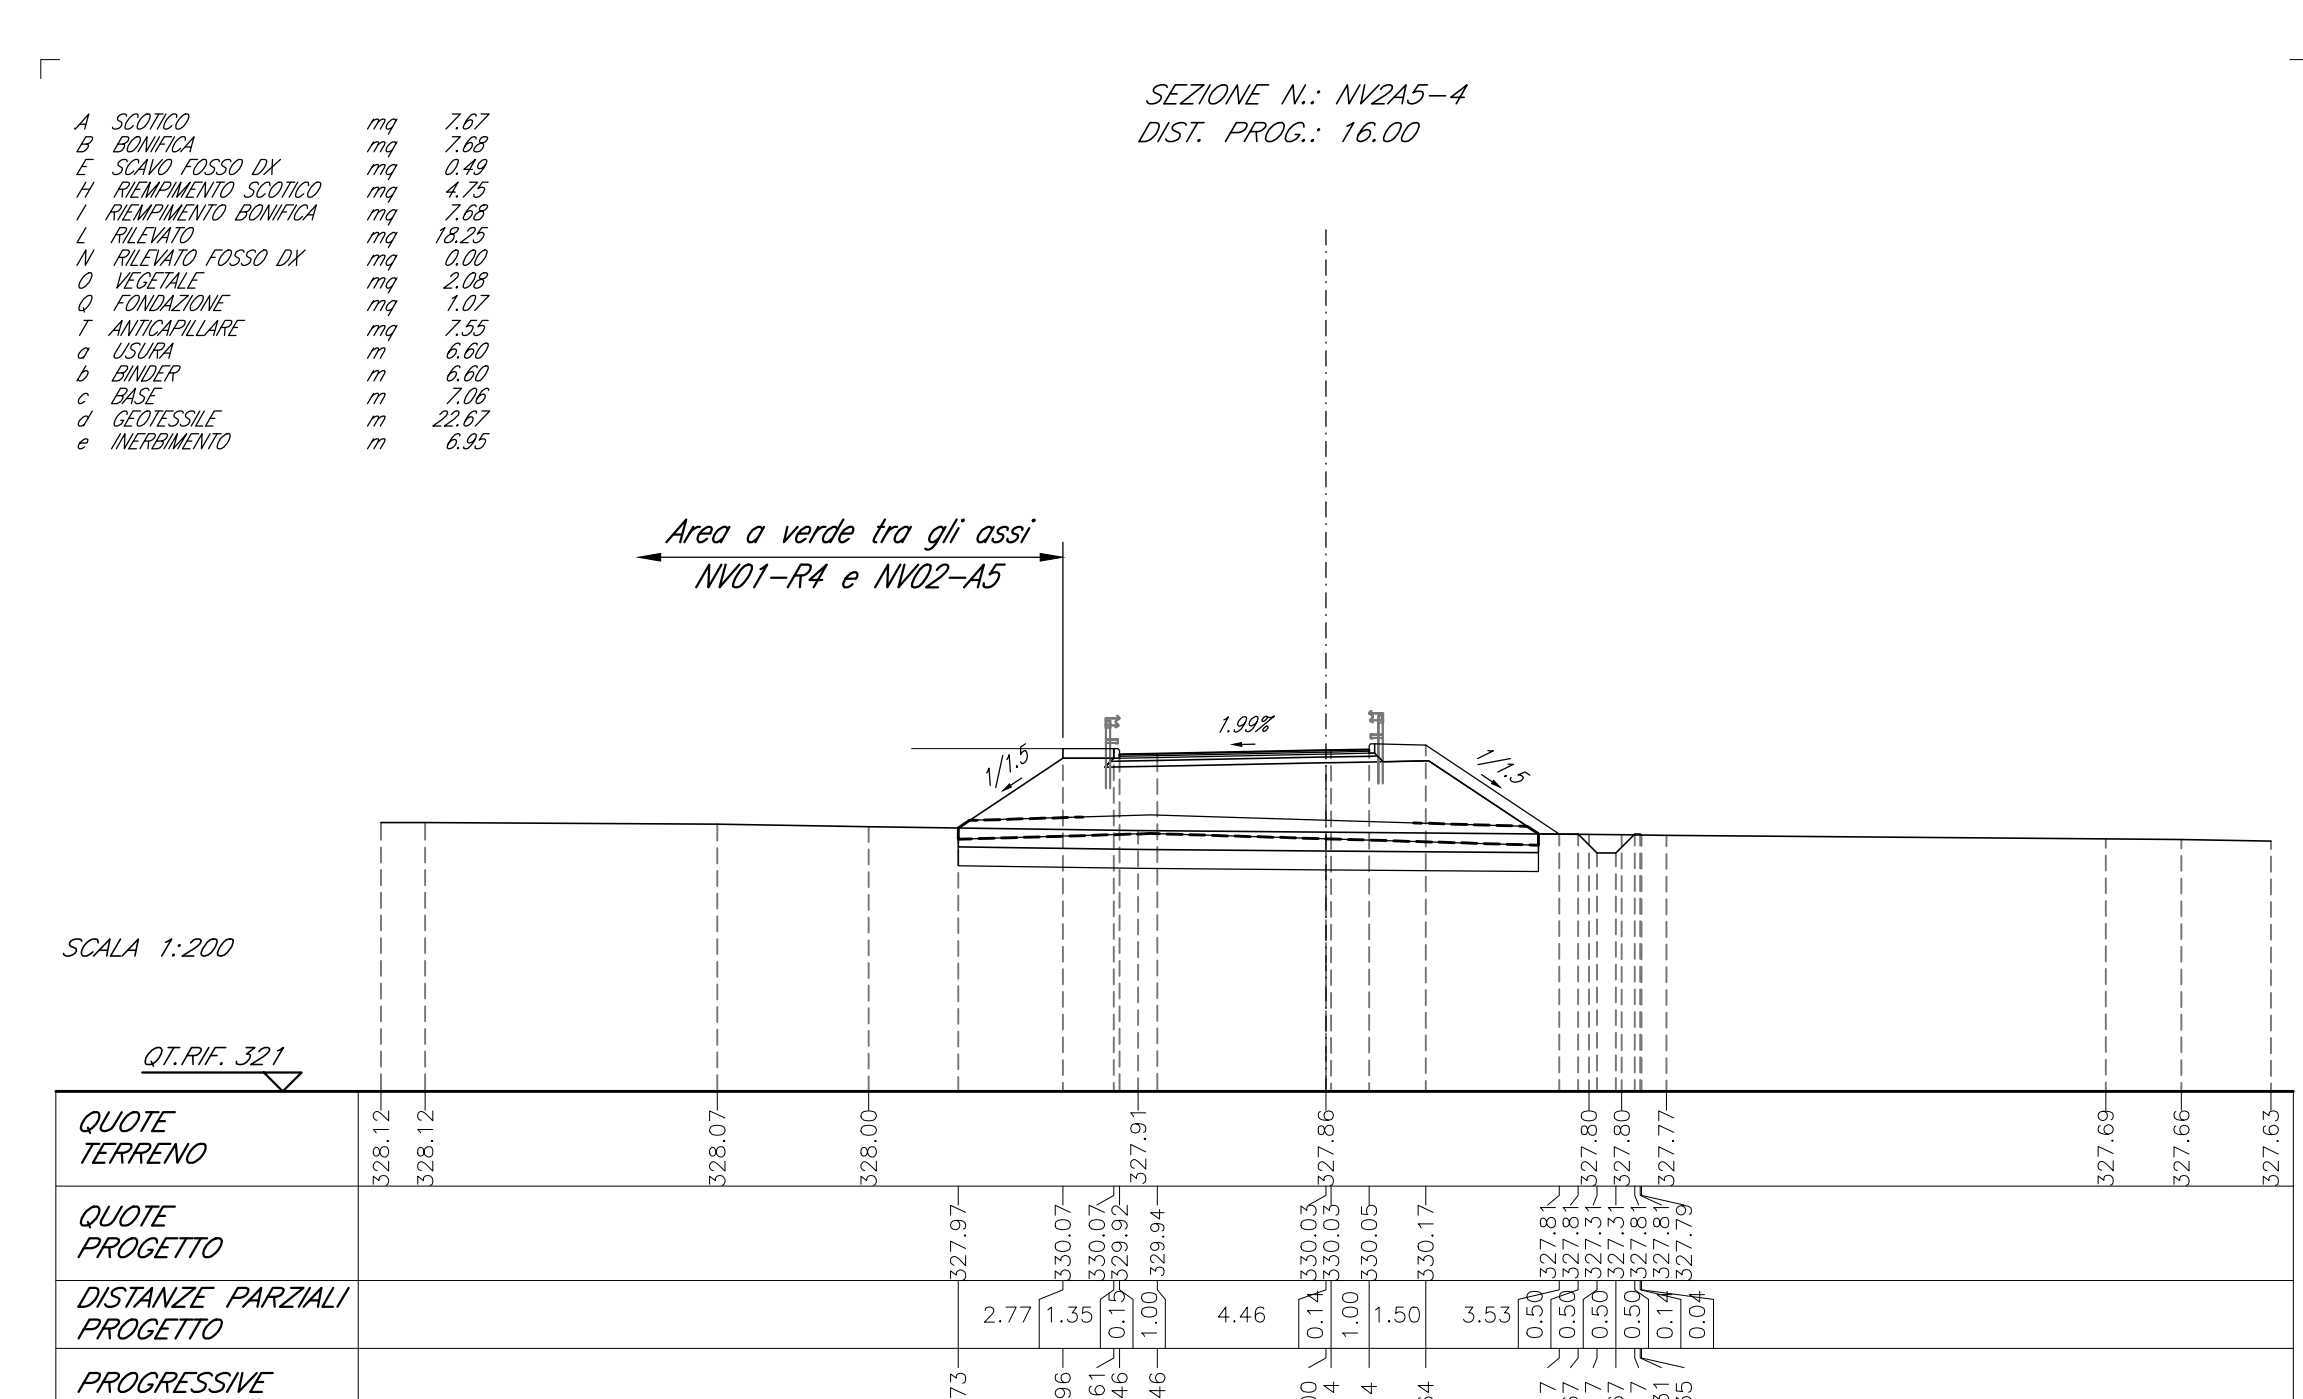 SEZIONE N.: NV2A5-4
DIST. PROG.: 16.00
A SCOTICO mq 7.67
B BONIFICA mq 7.68
E SCAVO FOSSO DX mq 0.49
H RIEMPIMENTO SCOTICO mq 4.75
I RIEMPIMENTO BONIFICA mq 7.68
L RILEVATO mq 18.25
N RILEVATO FOSSO DX mq 0.00
O VEGETALE mq 2.08
Q FONDAZIONE mq 1.07
T ANTICAPILLARE mq 7.55
a USURA m 6.60
b BINDER m 6.60
c BASE m 7.06
d GEOTESSILE m 22.67
e INERBIMENTO m 6.95
Area a verde tra gli assi
NV01-R4 e NV02-A5
1.99%
1/1.5
1/1.5
SCALA 1:200
QT.RIF. 321
QUOTE
TERRENO
328.12 328.12 328.07 328.00 327.91 327.86 327.80 327.80 327.77 327.69 327.66 327.63
QUOTE
PROGETTO
327.97 330.07 330.07 329.92 329.94 330.03 330.03 330.05 330.17 327.81 327.81 327.31 327.31 327.81 327.81 327.79
DISTANZE PARZIALI
PROGETTO
2.77 1.35 0.15 1.00 4.46 0.14 1.00 1.50 3.53 0.50 0.50 0.50 0.50 0.14 0.04
PROGRESSIVE